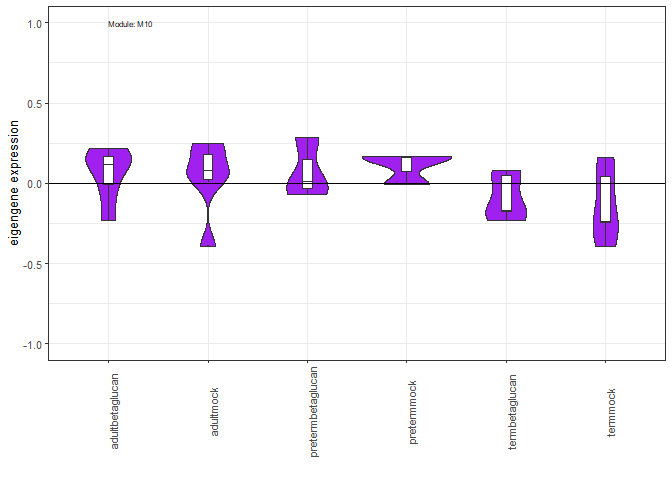 Module: M10
1.0
0.5
0.0
-0.5
-1.0
eigengene expression
adultbetaglucan
adultmock
pretermbetaglucan
pretermmock
termbetaglucan
termmock